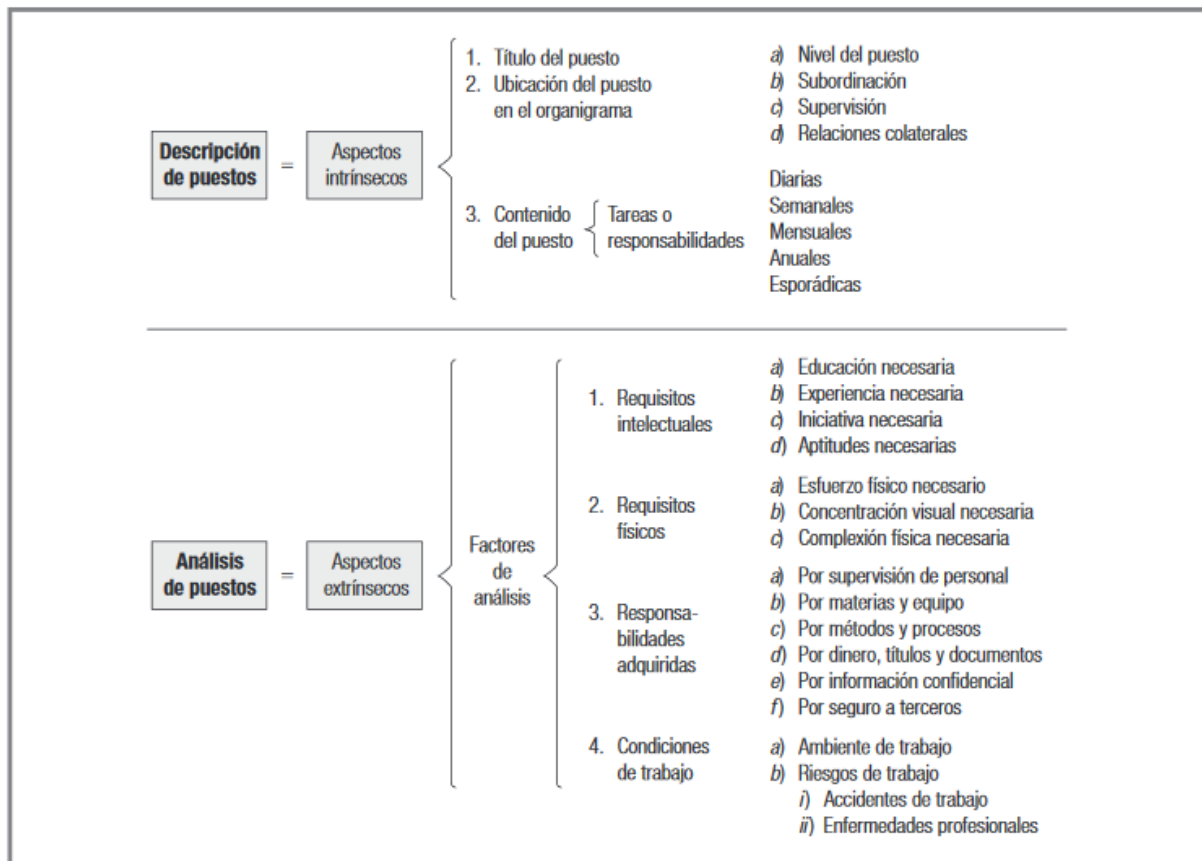 1. Título del puesto
2. Ubicación del puesto
en el organigrama
a) Nivel del puesto
b) Subordinación
c) Supervisión
d) Relaciones colaterales
Descripción
de puestos
=
Aspectos
intrínsecos
3. Contenido
del puesto
Tareas o
responsabilidades
Diarias
Semanales
Mensuales
Anuales
Esporádicas
Análisis
de puestos
=
Aspectos
extrínsecos
Factores
de
análisis
1. Requisitos
intelectuales
a) Educación necesaria
b) Experiencia necesaria
c) Iniciativa necesaria
d) Aptitudes necesarias
2. Requisitos
físicos
a) Esfuerzo físico necesario
b) Concentración visual necesaria
c) Complexión física necesaria
3. Responsa-
bilidades
adquiridas
a) Por supervisión de personal
b) Por materias y equipo
c) Por métodos y procesos
d) Por dinero, títulos y documentos
e) Por información confidencial
f) Por seguro a terceros
4. Condiciones
de trabajo
a) Ambiente de trabajo
b) Riesgos de trabajo
i) Accidentes de trabajo
ii) Enfermedades profesionales